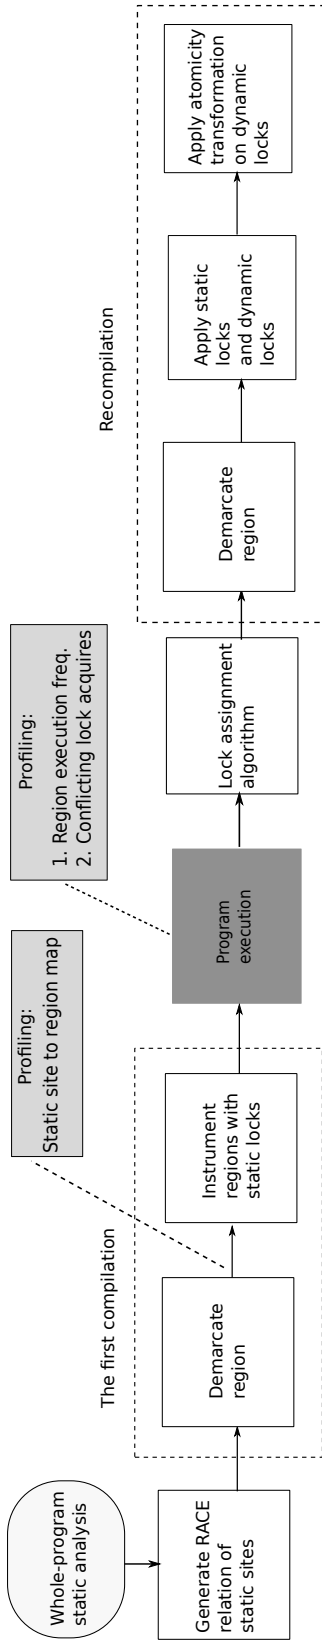 Whole-program
static analysis
Generate RACE
relation of
static sites
The first compilation
Demarcate
region
Profiling:
Static site to region map
Instrument
regions with
static locks
Program
execution
Profiling:
1. Region execution freq.
2. Conflicting lock acquires
Lock assignment
algorithm
Recompilation
Demarcate
region
Apply static
locks
and dynamic
locks
Apply atomicity
transformation
on dynamic
locks